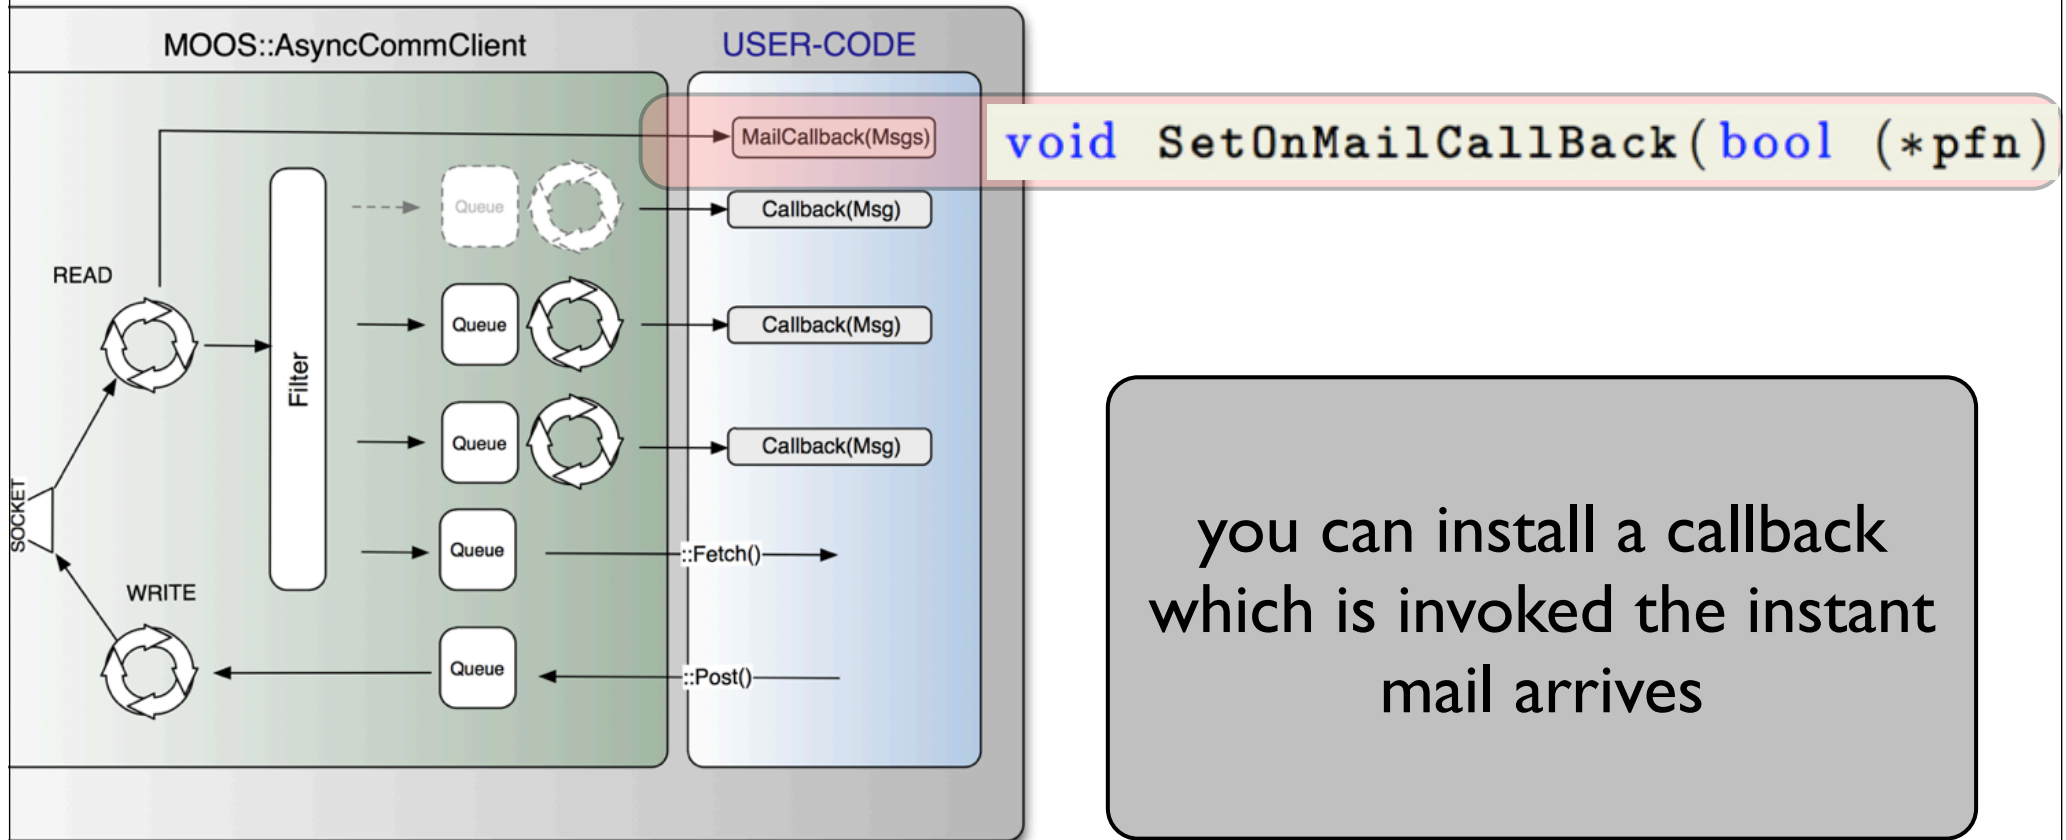 MOOS::AsyncCommClient
USER-CODE
MailCallback(Msgs)
void SetOnMailCallBack(bool (*pfn)
Queue
Callback(Msg)
READ
Queue
Callback(Msg)
Filter
Queue
Callback(Msg)
SOCKET
Queue
::Fetch()
WRITE
Queue
::Post()
you can install a callback
which is invoked the instant
mail arrives